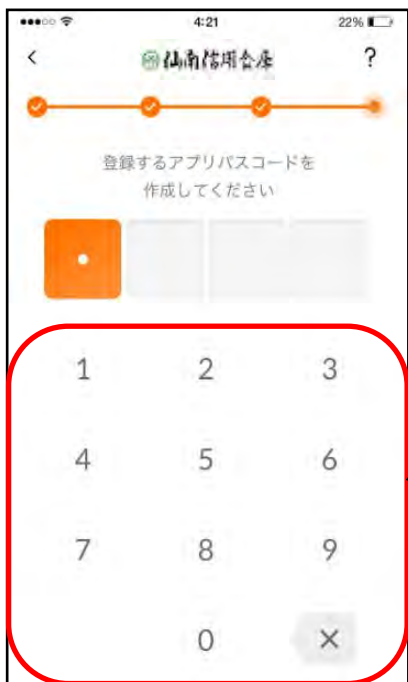 4:21
22%
仙南信用金庫
?
登録するアプリパスコードを
作成してください
1 2 3
4 5 6
7 8 9
0 ×